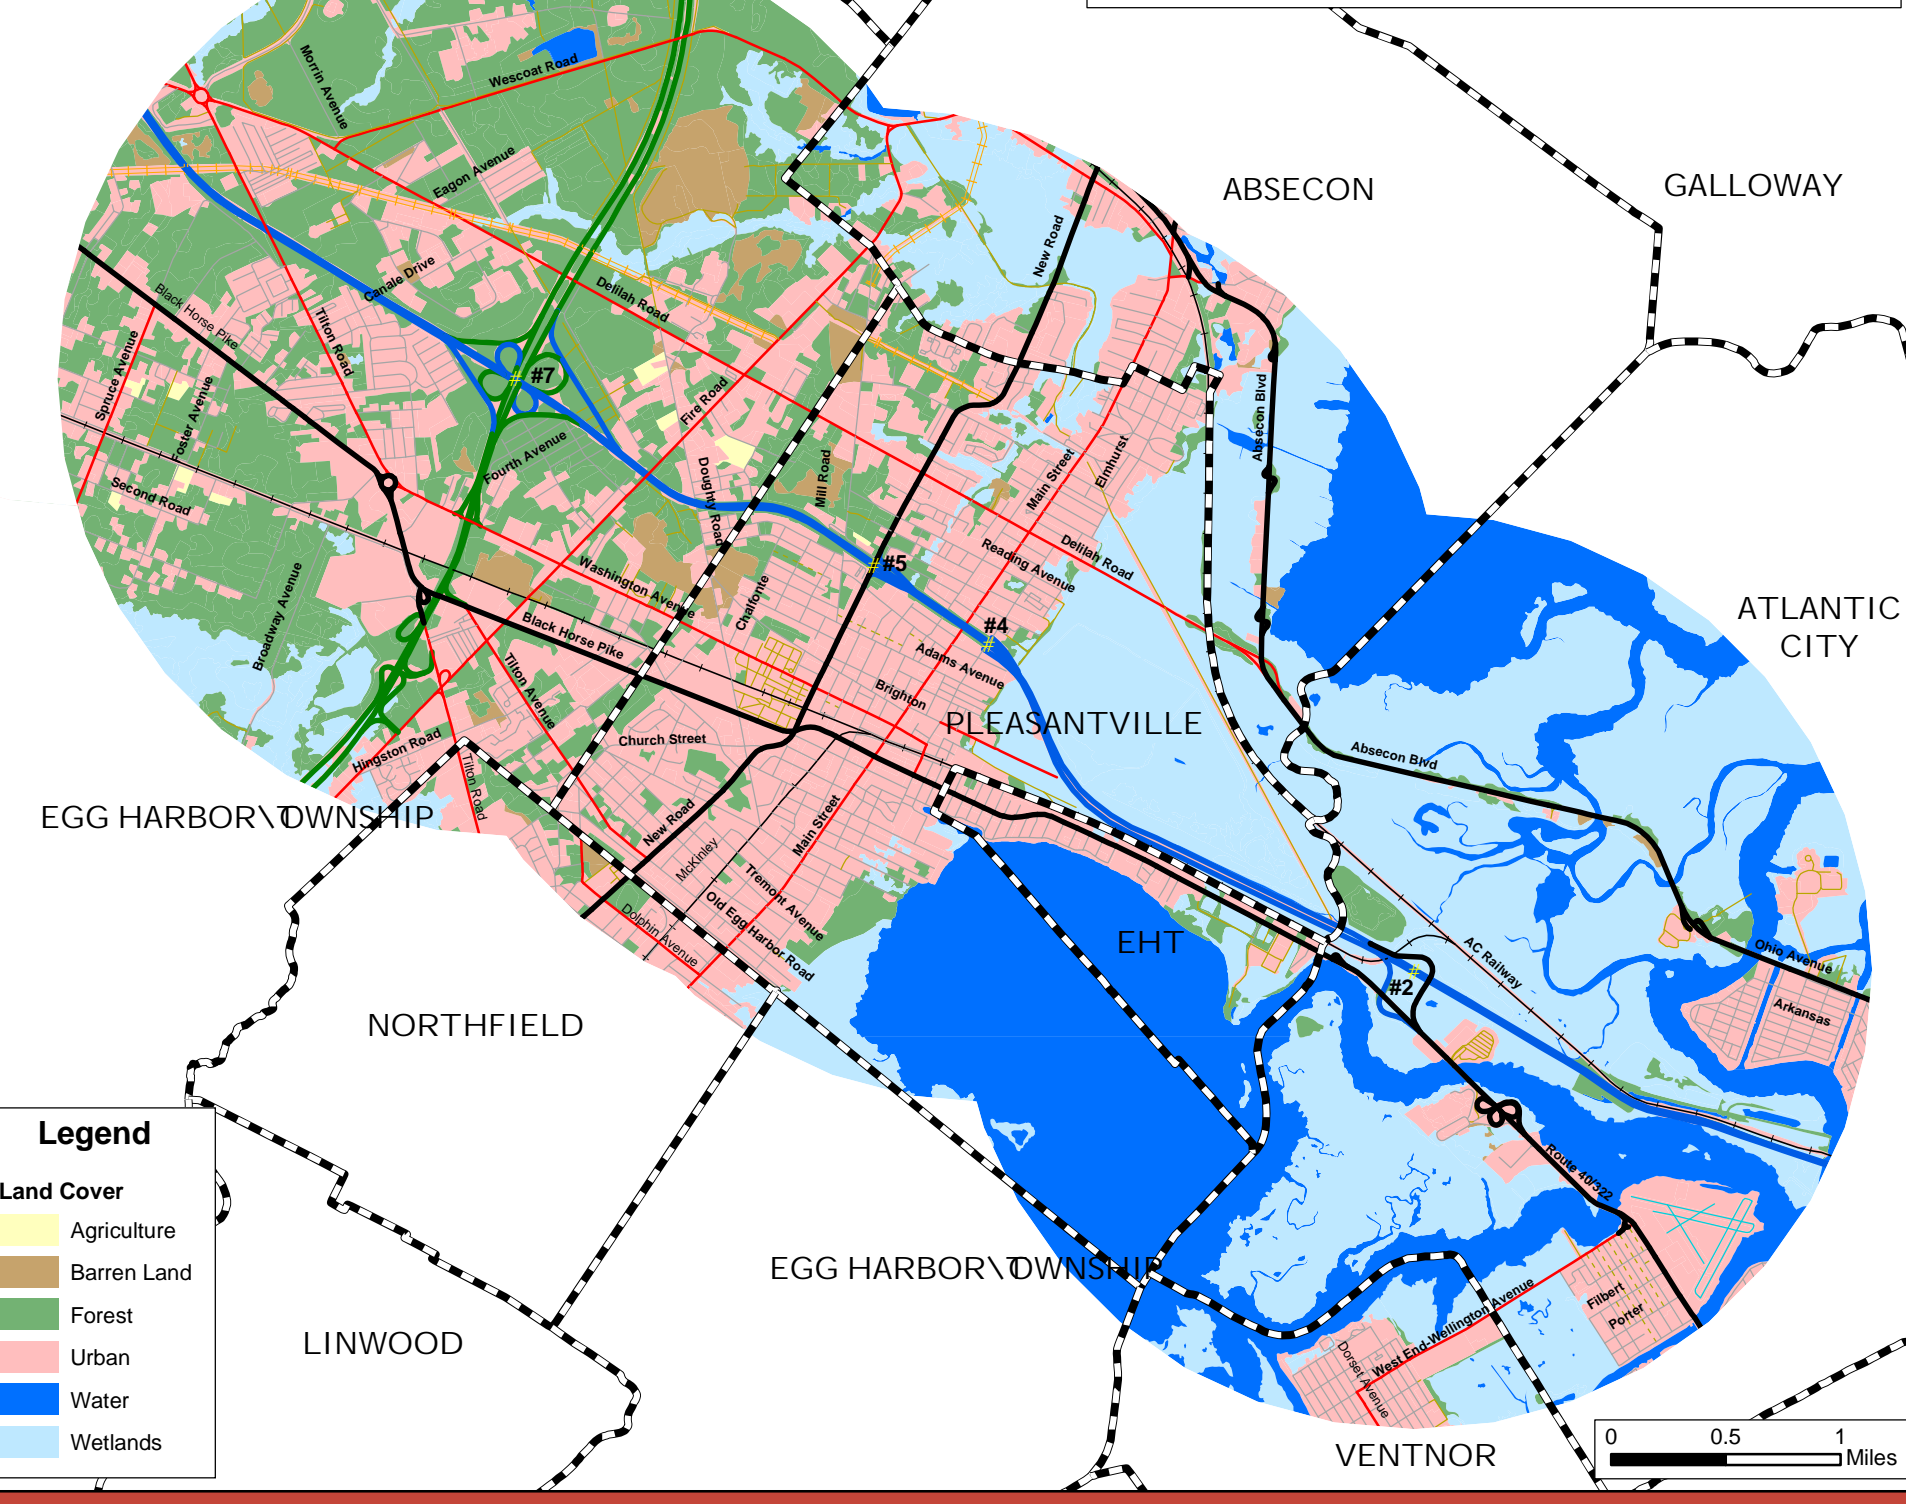 Morrin Avenue
Wescoat Road
Eagon Avenue
ABSECON
GALLOWAY
New Road
Canale Drive
Delilah Road
Black Horse Pike
Tilton Road
Spruce Avenue
Foster Avenue
#7
Fire Road
Absecon Blvd
Fourth Avenue
Second Road
Doughty Road
Mill Road
Main Street
Elmhurst
Reading Avenue
Delilah Road
#5
Washington Avenue
Chalfonte
Broadway Avenue
Black Horse Pike
#4
Adams Avenue
Brighton
ATLANTIC
CITY
Tilton Avenue
PLEASANTVILLE
Church Street
Hingston Road
Tilton Road
Absecon Blvd
EGG HARBOR\TOWNSHIP
New Road
McKinley
Main Street
Tremont Avenue
Old Egg Harbor Road
Dolphin Avenue
EHT
AC Railway
#2
Ohio Avenue
Arkansas
NORTHFIELD
Route 40/322
EGG HARBOR\TOWNSHIP
West End-Wellington Avenue
Filbert
Porter
Dorset Avenue
LINWOOD
VENTNOR
Legend
Land Cover
Agriculture
Barren Land
Forest
Urban
Water
Wetlands
0 0.5 1
Miles